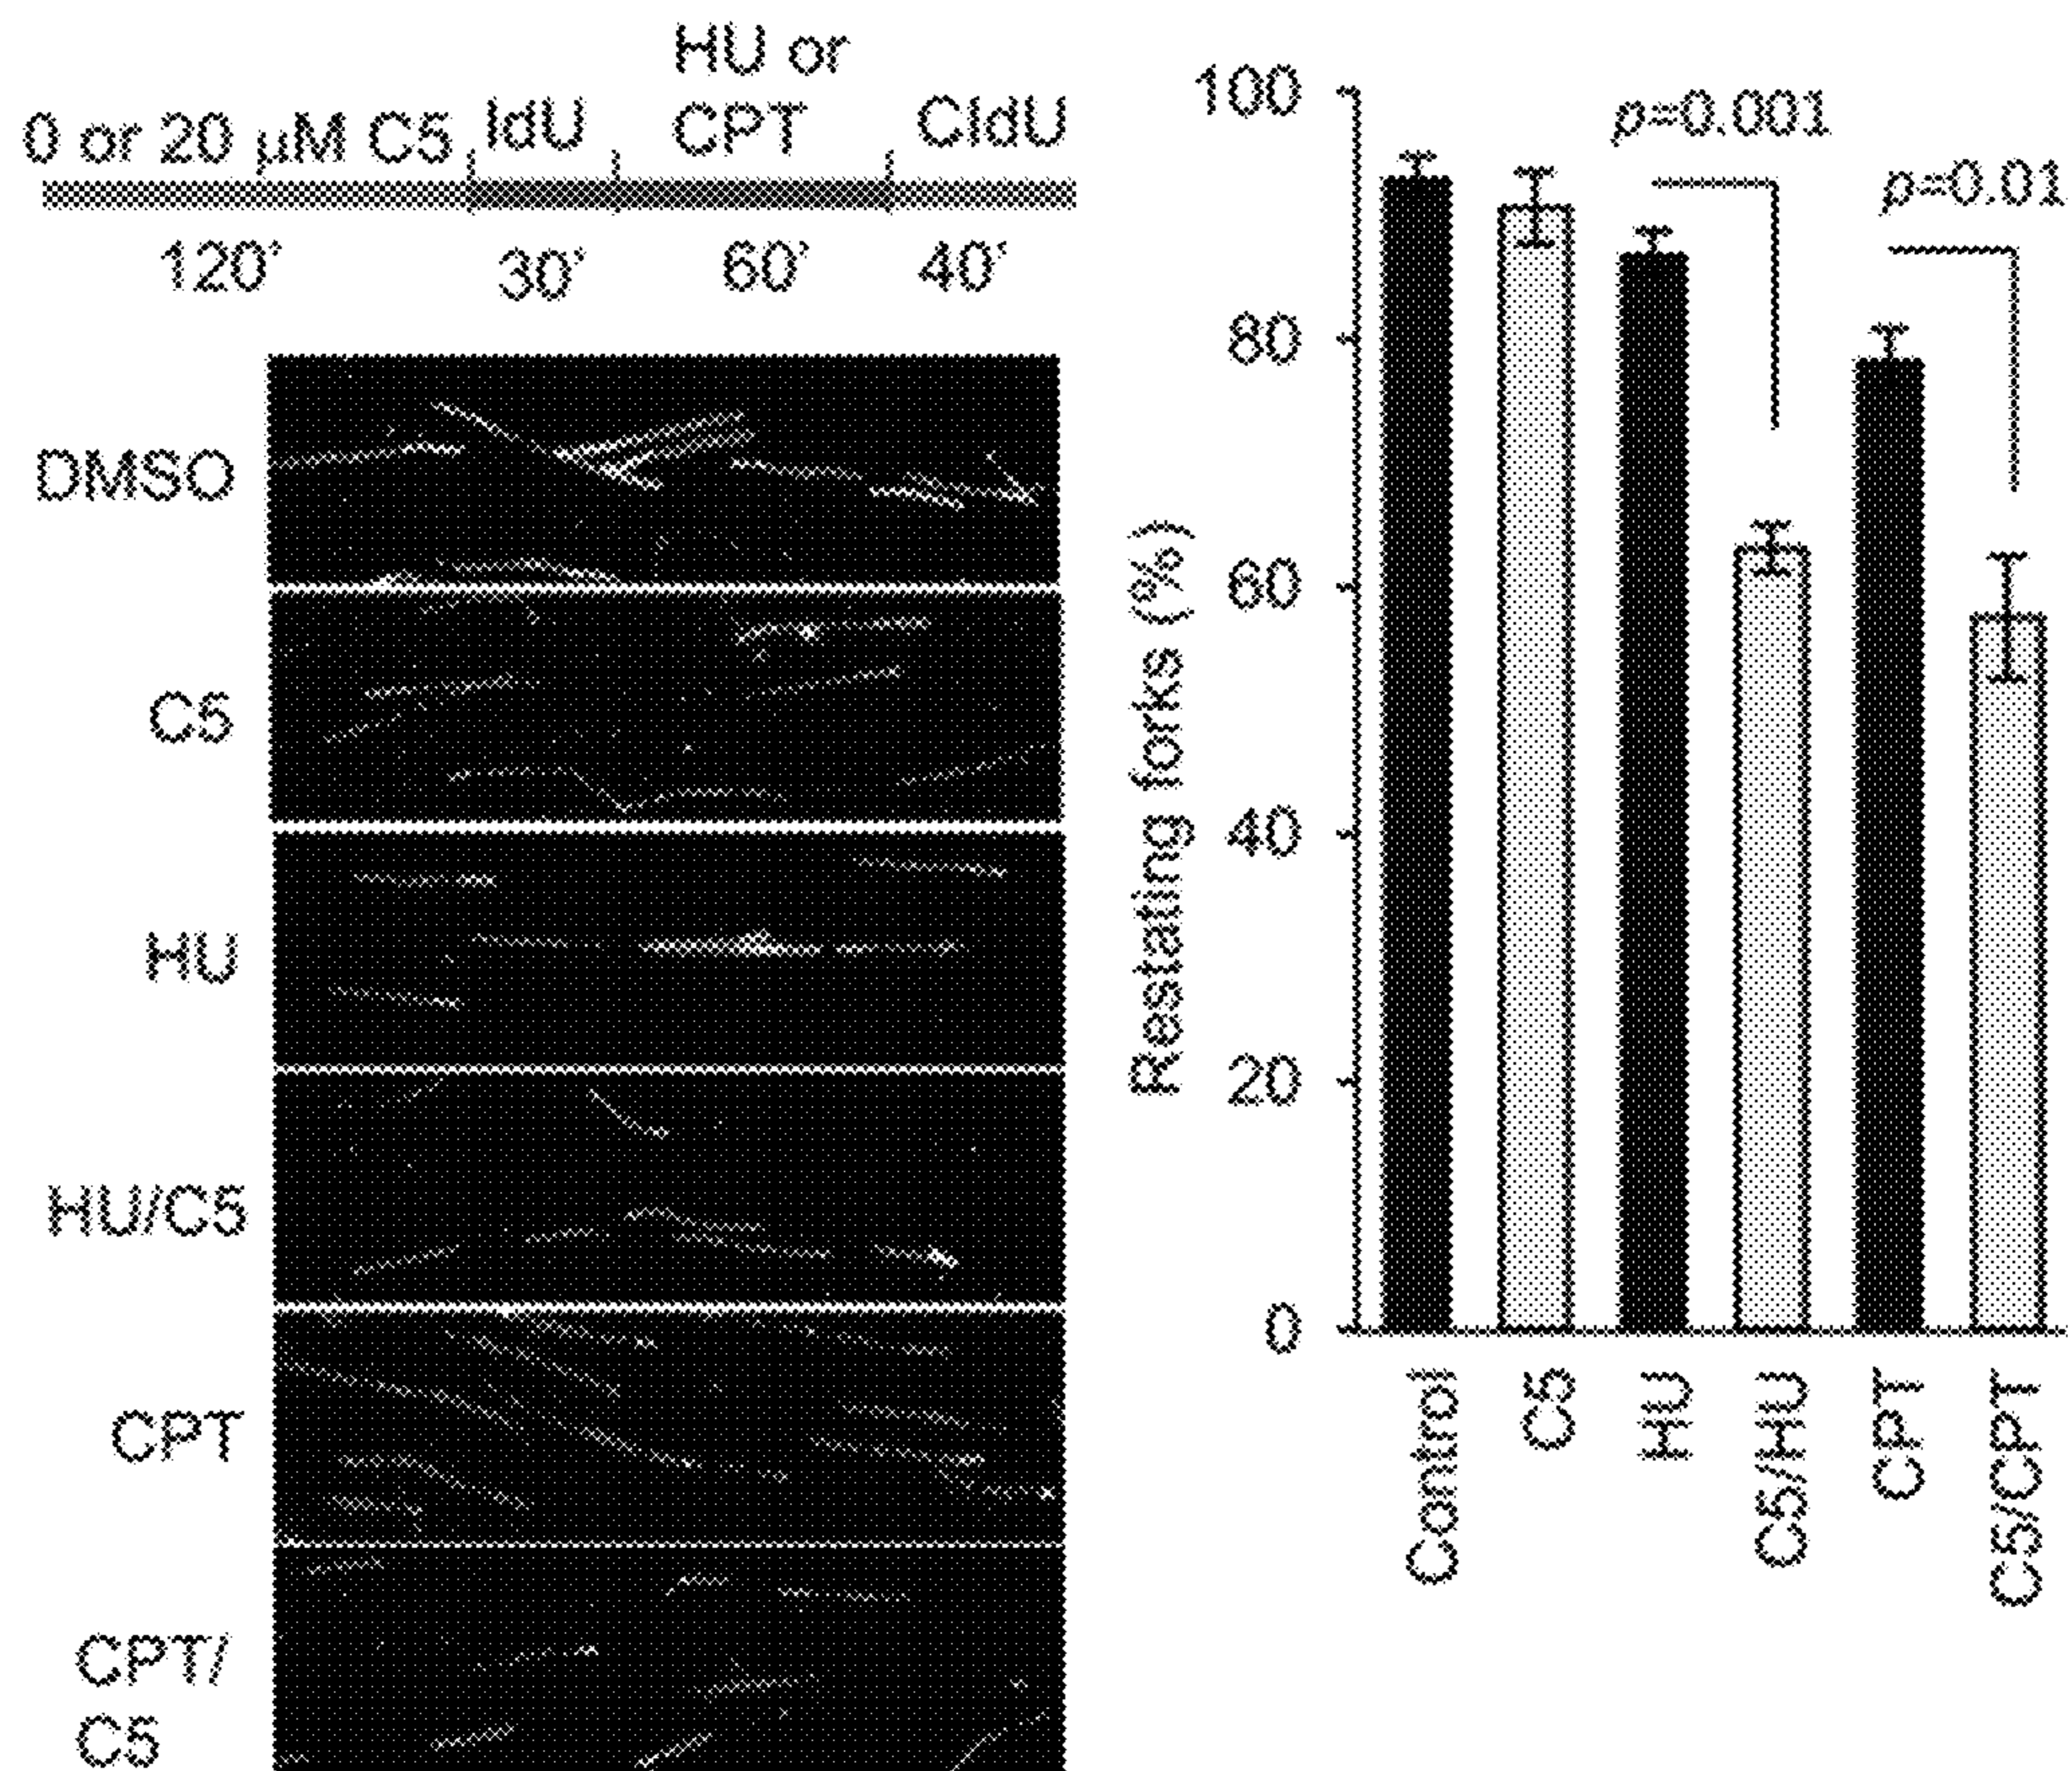 HU or
0 or 20 μM C5 IdU CPT CIdU
120' 30' 60' 40'
DMSO
C5
HU
HU/C5
CPT
CPT/
C5
Restating forks (%)
100
80
60
40
20
0
p=0.001
p=0.01
Control
C5
HU
C5/HU
CPT
C5/CPT